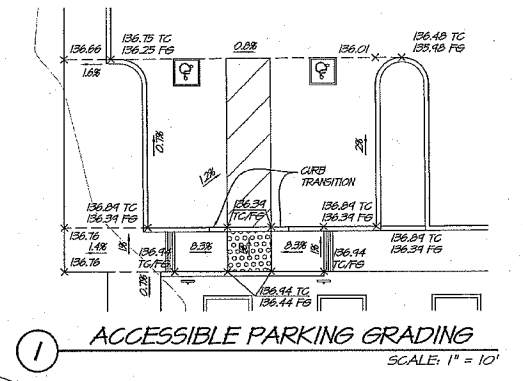 136.75 TC
136.25 FG
136.66
0.8%
136.01
136.48 TC
135.98 FG
1.6%
0.7%
1.2%
2%
CURB
TRANSITION
136.89 TC
136.39 FG
136.39
TC/FG
136.89 TC
136.39 FG
136.76
1.4%
1%
136.94
TC/FG
8.3%
8.3%
1%
136.94
TC/FG
136.89 TC
136.39 FG
136.76
0.7%
136.94 TC
136.44 FG
1 ACCESSIBLE PARKING GRADING
SCALE: 1" = 10'